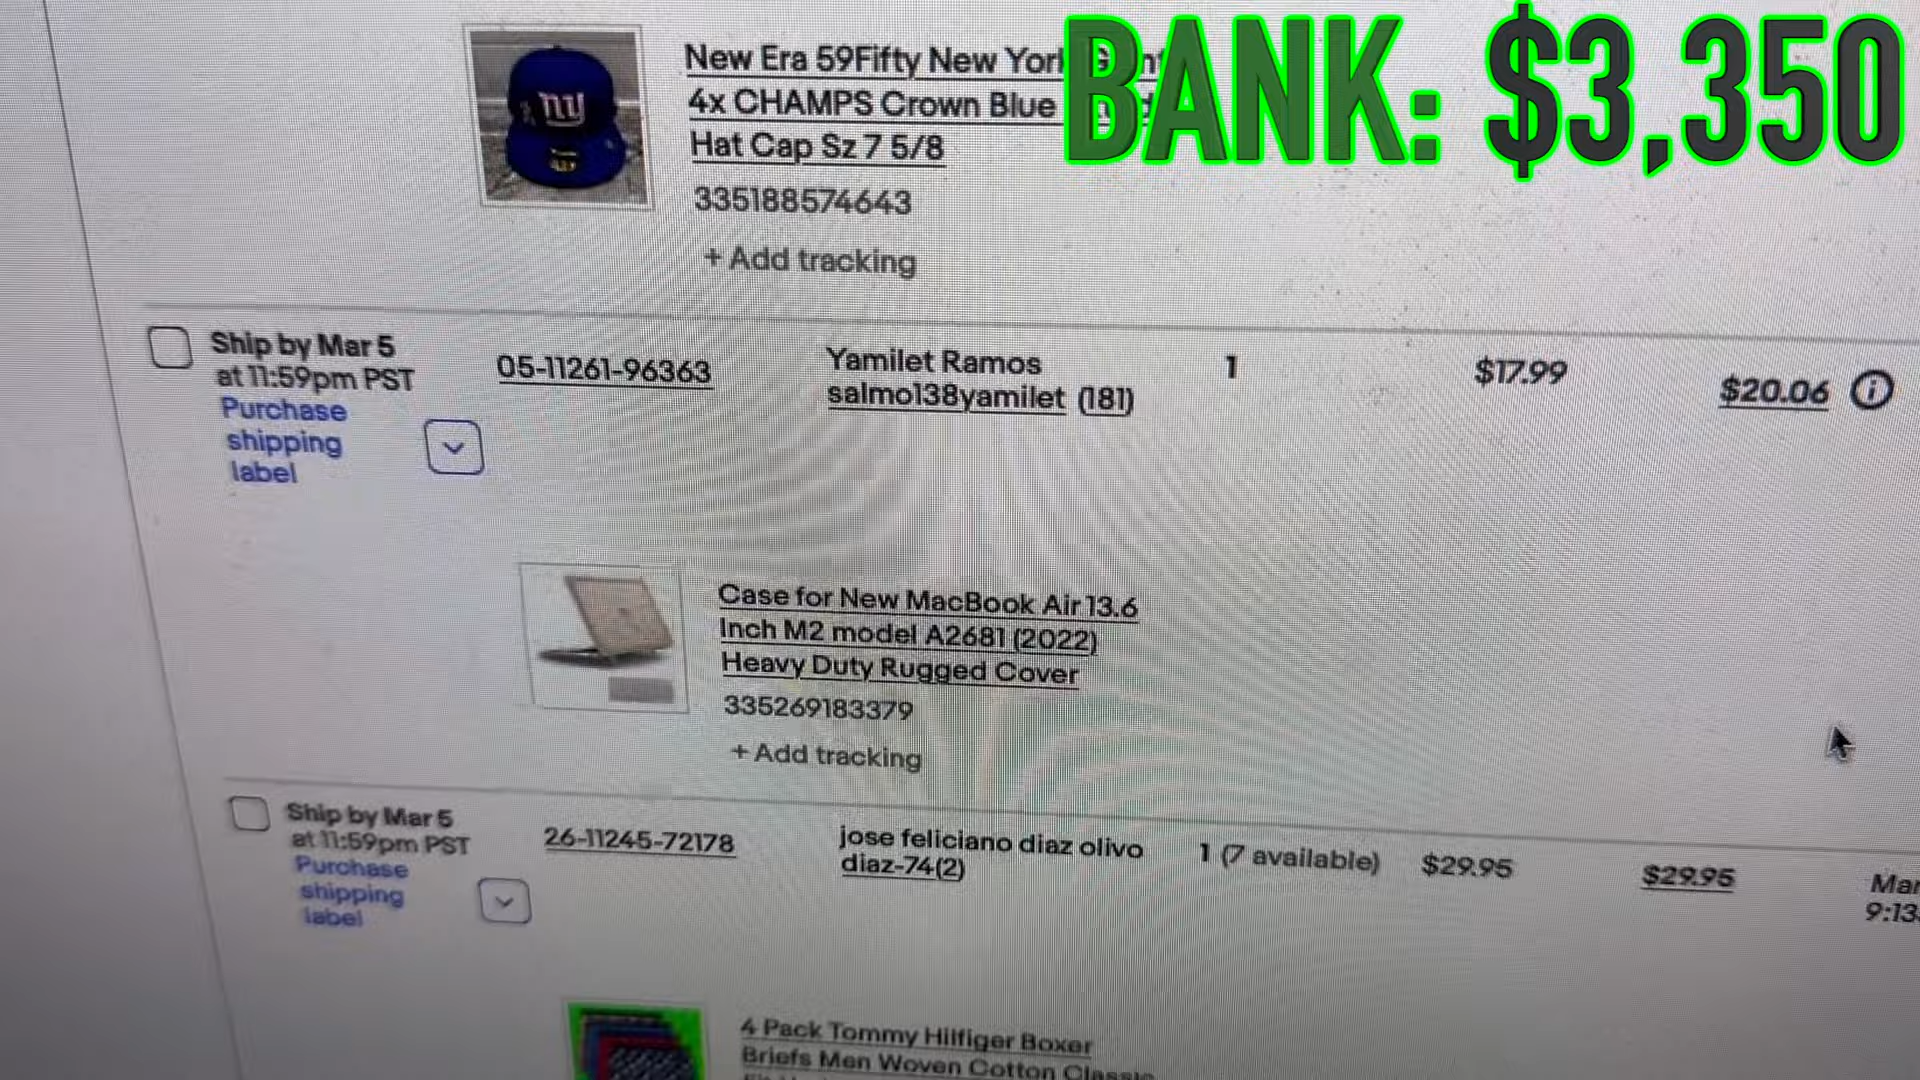 BANK: $3,350
New Era 59Fifty New York
4x CHAMPS Crown Blue
Hat Cap Sz 7 5/8
335188574643
+ Add tracking
Ship by Mar 5
at 11:59pm PST
Purchase
shipping
label
05-11261-96363
Yamilet Ramos
salmo138yamilet (181)
1
$17.99
$20.06
Case for New MacBook Air 13.6
Inch M2 model A2681 (2022)
Heavy Duty Rugged Cover
335269183379
+ Add tracking
Ship by Mar 5
at 11:59pm PST
Purchase
shipping
label
26-11245-72178
jose feliciano diaz olivo
diaz-74(2)
1 (7 available)
$29.95
$29.95
Mar
9:13
4 Pack Tommy Hilfiger Boxer
Briefs Men Woven Cotton Classic